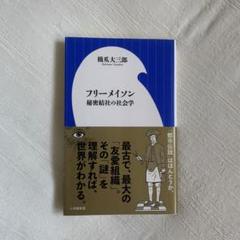 橋爪大三郎
フリーメイソン
秘密結社の社会学
最古で、最大の
「友愛組織」。
その「謎」を
理解すれば、
世界がわかる。
小学館新書